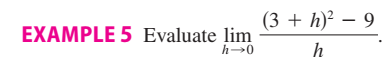 EXAMPLE 5 Evaluate lim h→0 (3 + h)² − 9 / h.